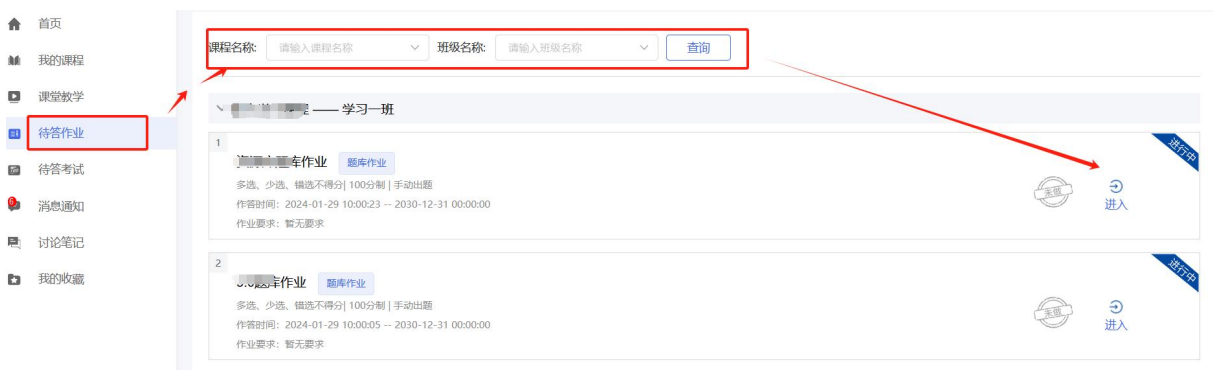 首页
我的课程
课堂教学
待答作业
待答考试
6
消息通知
讨论笔记
我的收藏
课程名称: 请输入课程名称 班级名称: 请输入班级名称 查询
—— 学习一班
1
库作业 题库作业
进行中
多选、少选、错选不得分| 100分制 | 手动出题
作答时间：2024-01-29 10:00:23 -- 2030-12-31 00:00:00
作业要求：暂无要求
未做
进入
2
题库作业 题库作业
进行中
多选、少选、错选不得分| 100分制 | 手动出题
作答时间：2024-01-29 10:00:05 -- 2030-12-31 00:00:00
作业要求：暂无要求
未做
进入